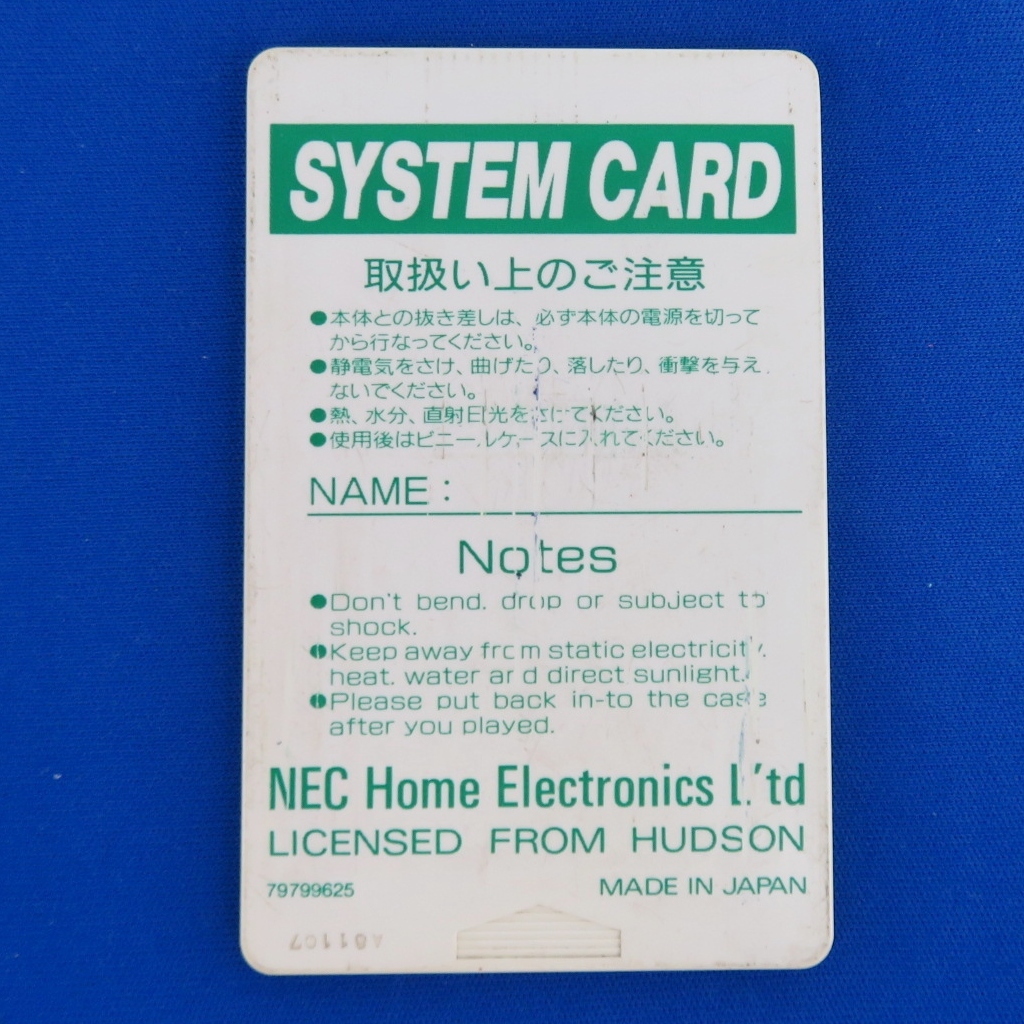 SYSTEM CARD
取扱い上のご注意
●本体との抜き差しは、必ず本体の電源を切って
から行なってください。
●静電気をさけ、曲げたり、落したり、衝撃を与え
ないでください。
●熱、水分、直射日光をさけてください。
●使用後はビニールケースに入れてください。
NAME :
Notes
●Don't bend. drop or subject to
shock.
●Keep away from static electricity,
heat. water and direct sunlight.
●Please put back in-to the case
after you played.
NEC Home Electronics L'td
LICENSED FROM HUDSON
79799625
MADE IN JAPAN